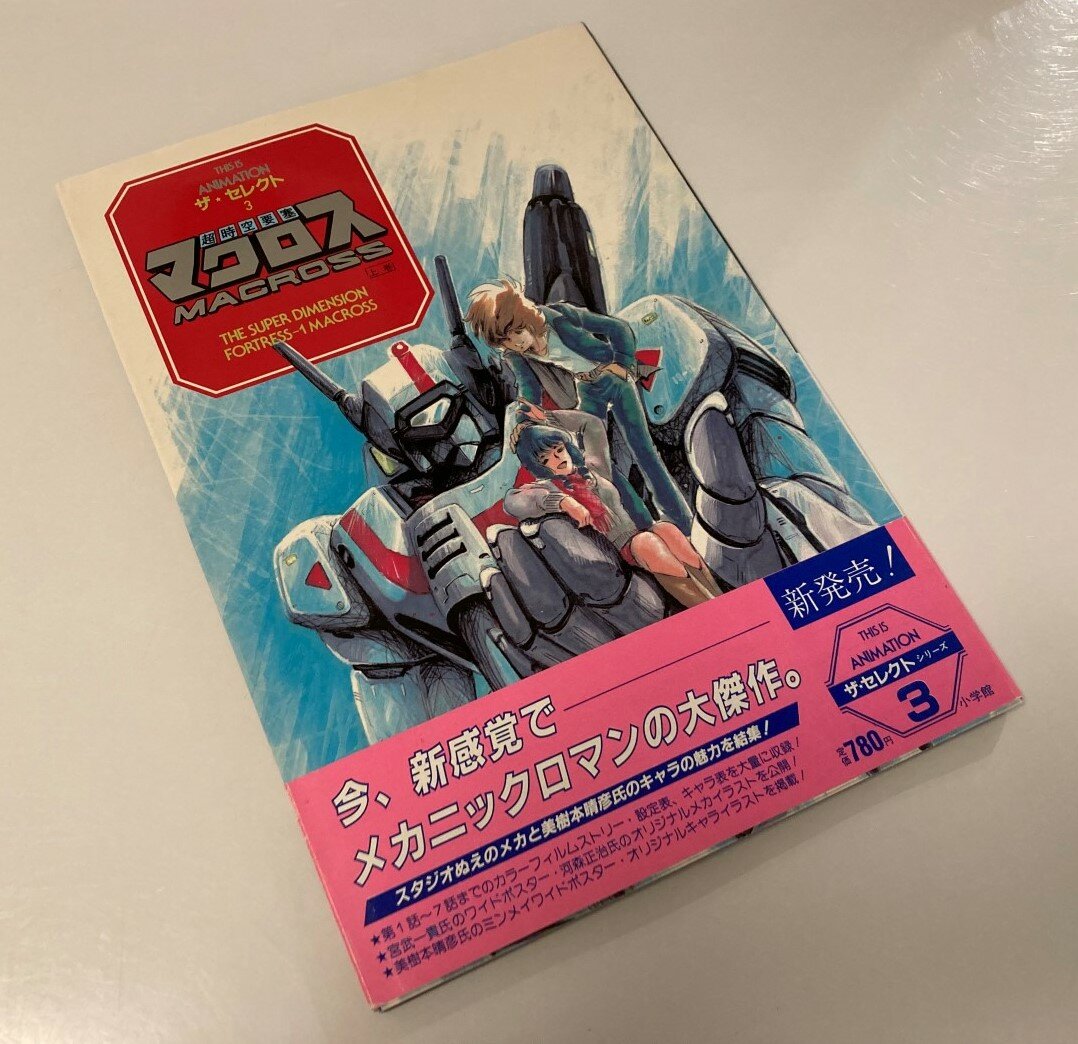 THIS IS
ANIMATION
ザ★セレクト
3
超時空要塞
マクロス
MACROSS
上巻
THE SUPER DIMENSION
FORTRESS-1 MACROSS
新発売!
今、新感覚で
メカニックロマンの大傑作。
スタジオぬえのメカと美樹本晴彦氏のキャラの魅力を結集!
★第1話~7話までのカラーフィルムストーリー・設定表、キャラ表を大量に収録!
★宮武一貴氏のワイドポスター・河森正治氏のオリジナルメカイラストを公開!
★美樹本晴彦氏のミンメイワイドポスター・オリジナルキャライラストを掲載!
THIS IS
ANIMATION
ザ・セレクトシリーズ
3
小学館
定価780円